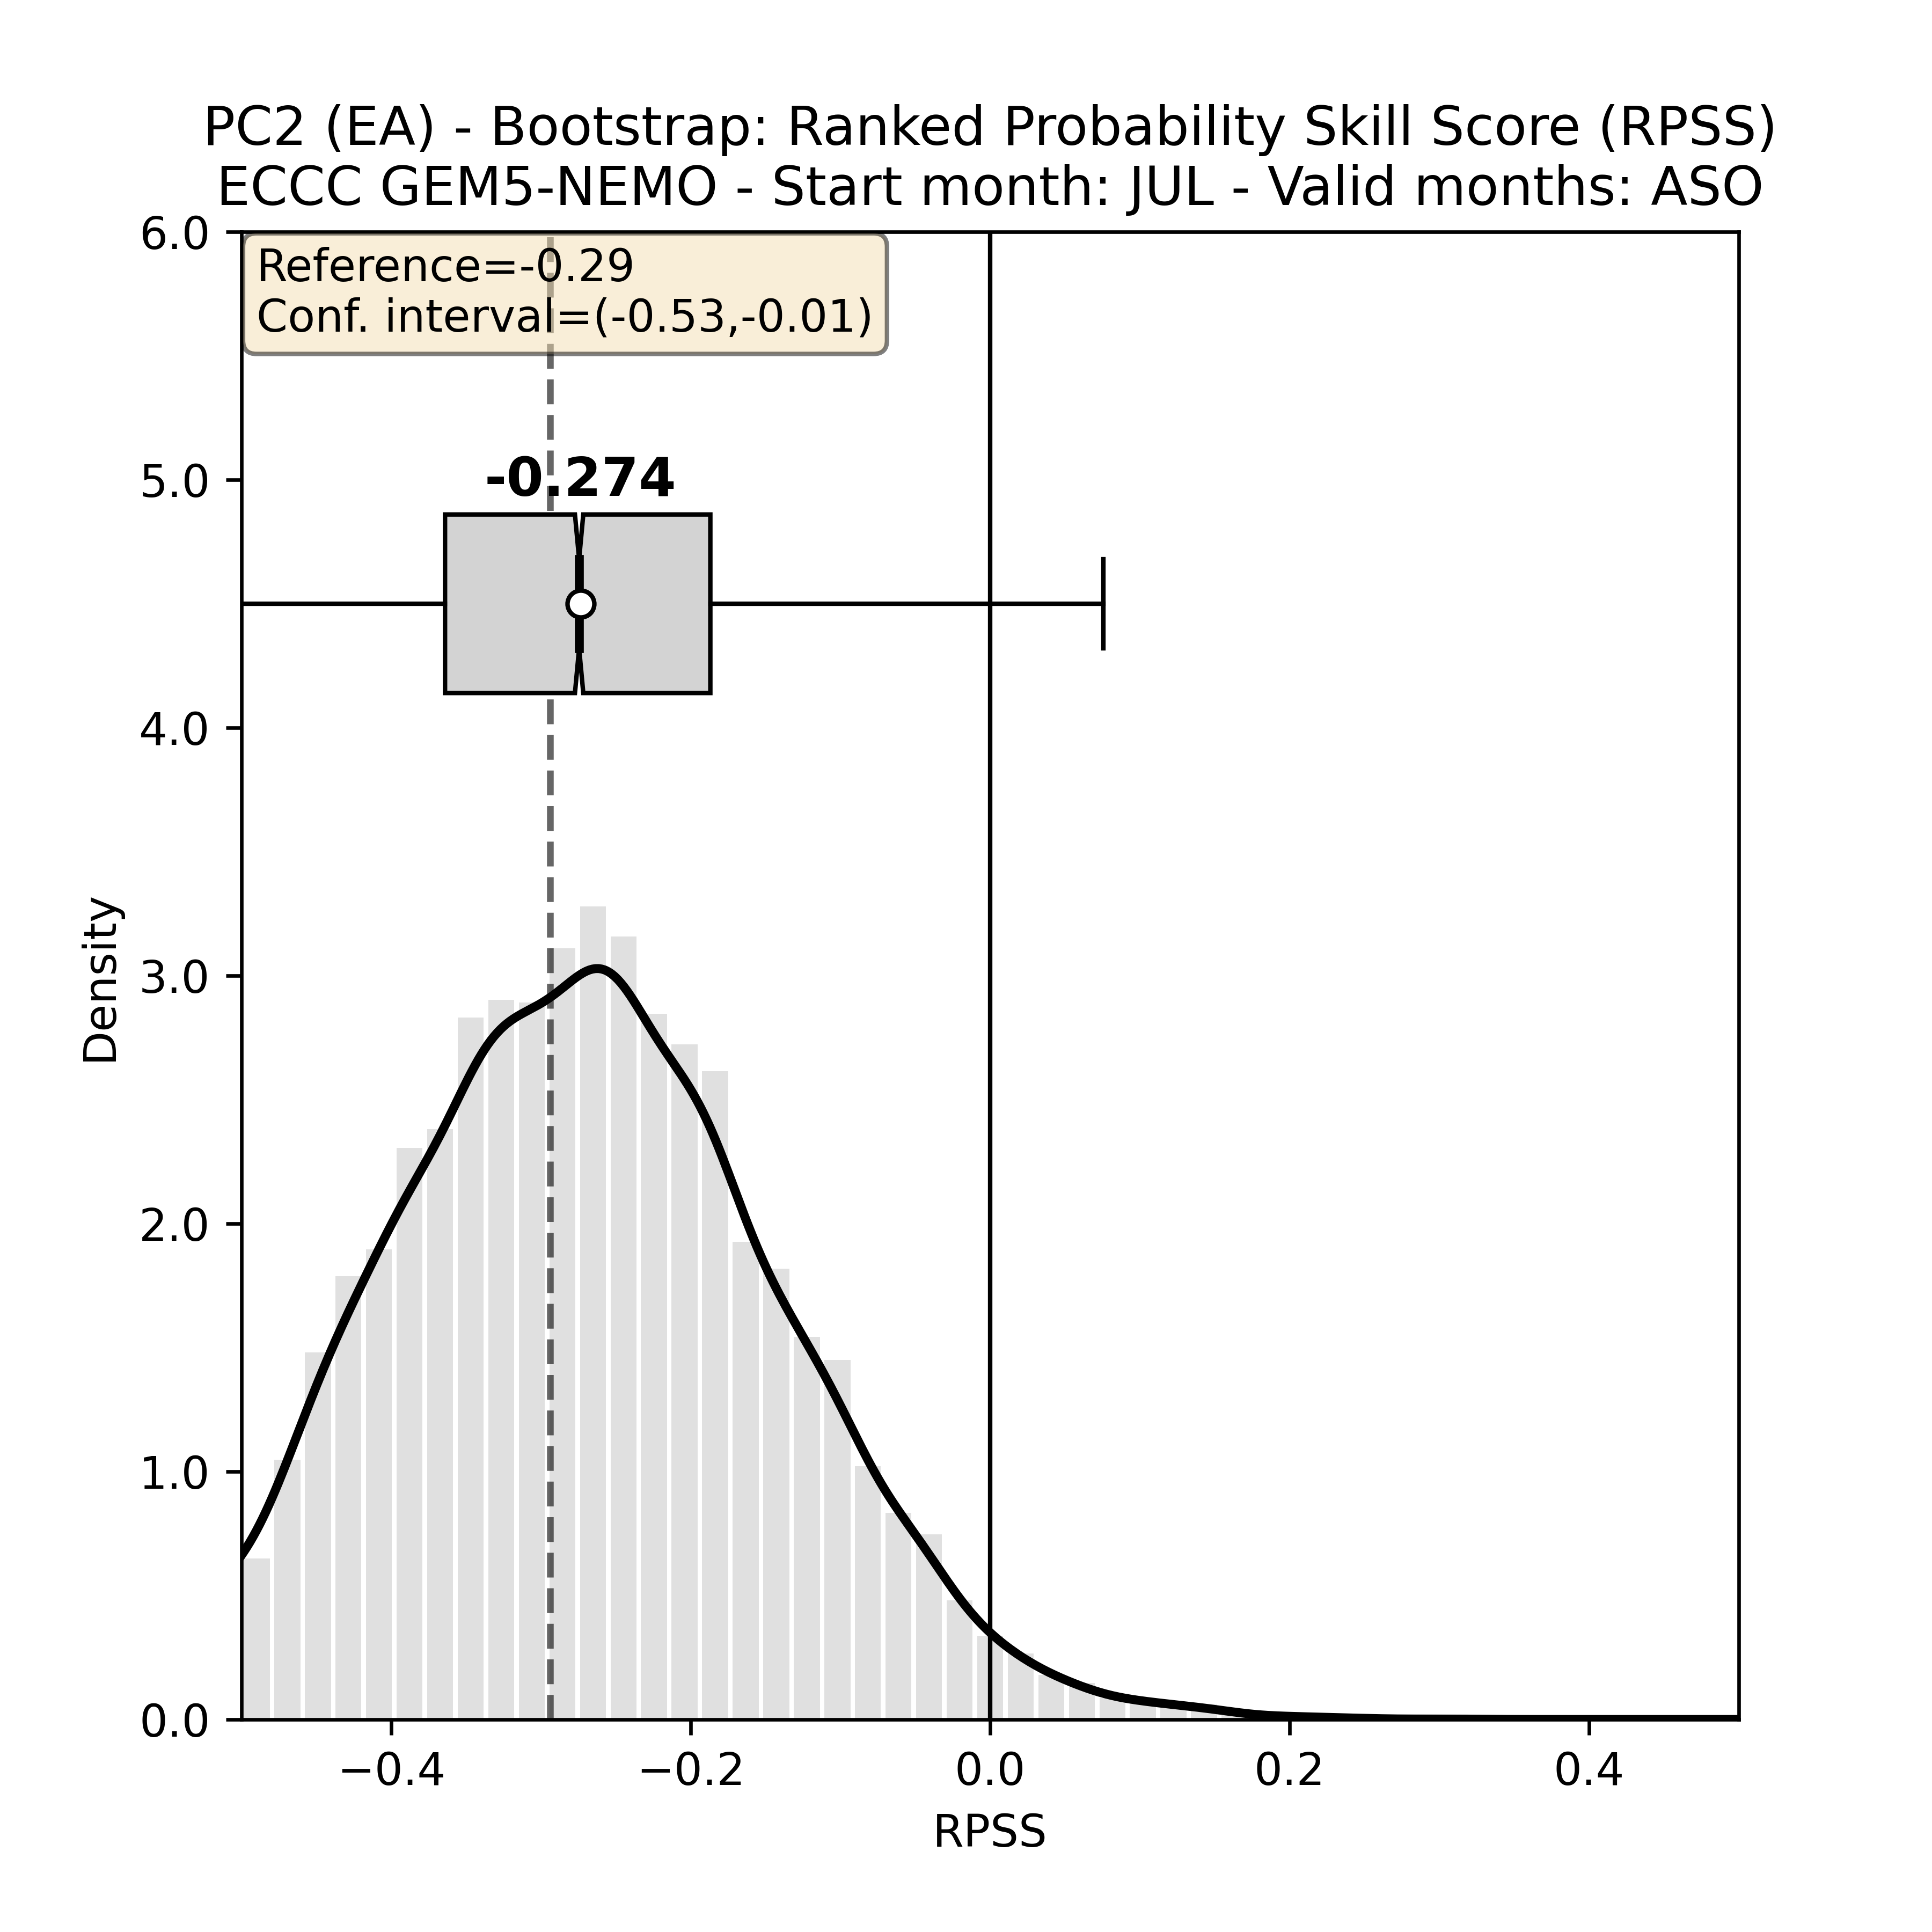 PC2 (EA) - Bootstrap: Ranked Probability Skill Score (RPSS)
ECCC GEM5-NEMO - Start month: JUL - Valid months: ASO
Reference=-0.29
Conf. interval=(-0.53,-0.01)
-0.274
6.0
5.0
4.0
3.0
2.0
1.0
0.0
Density
−0.4
−0.2
0.0
0.2
0.4
RPSS